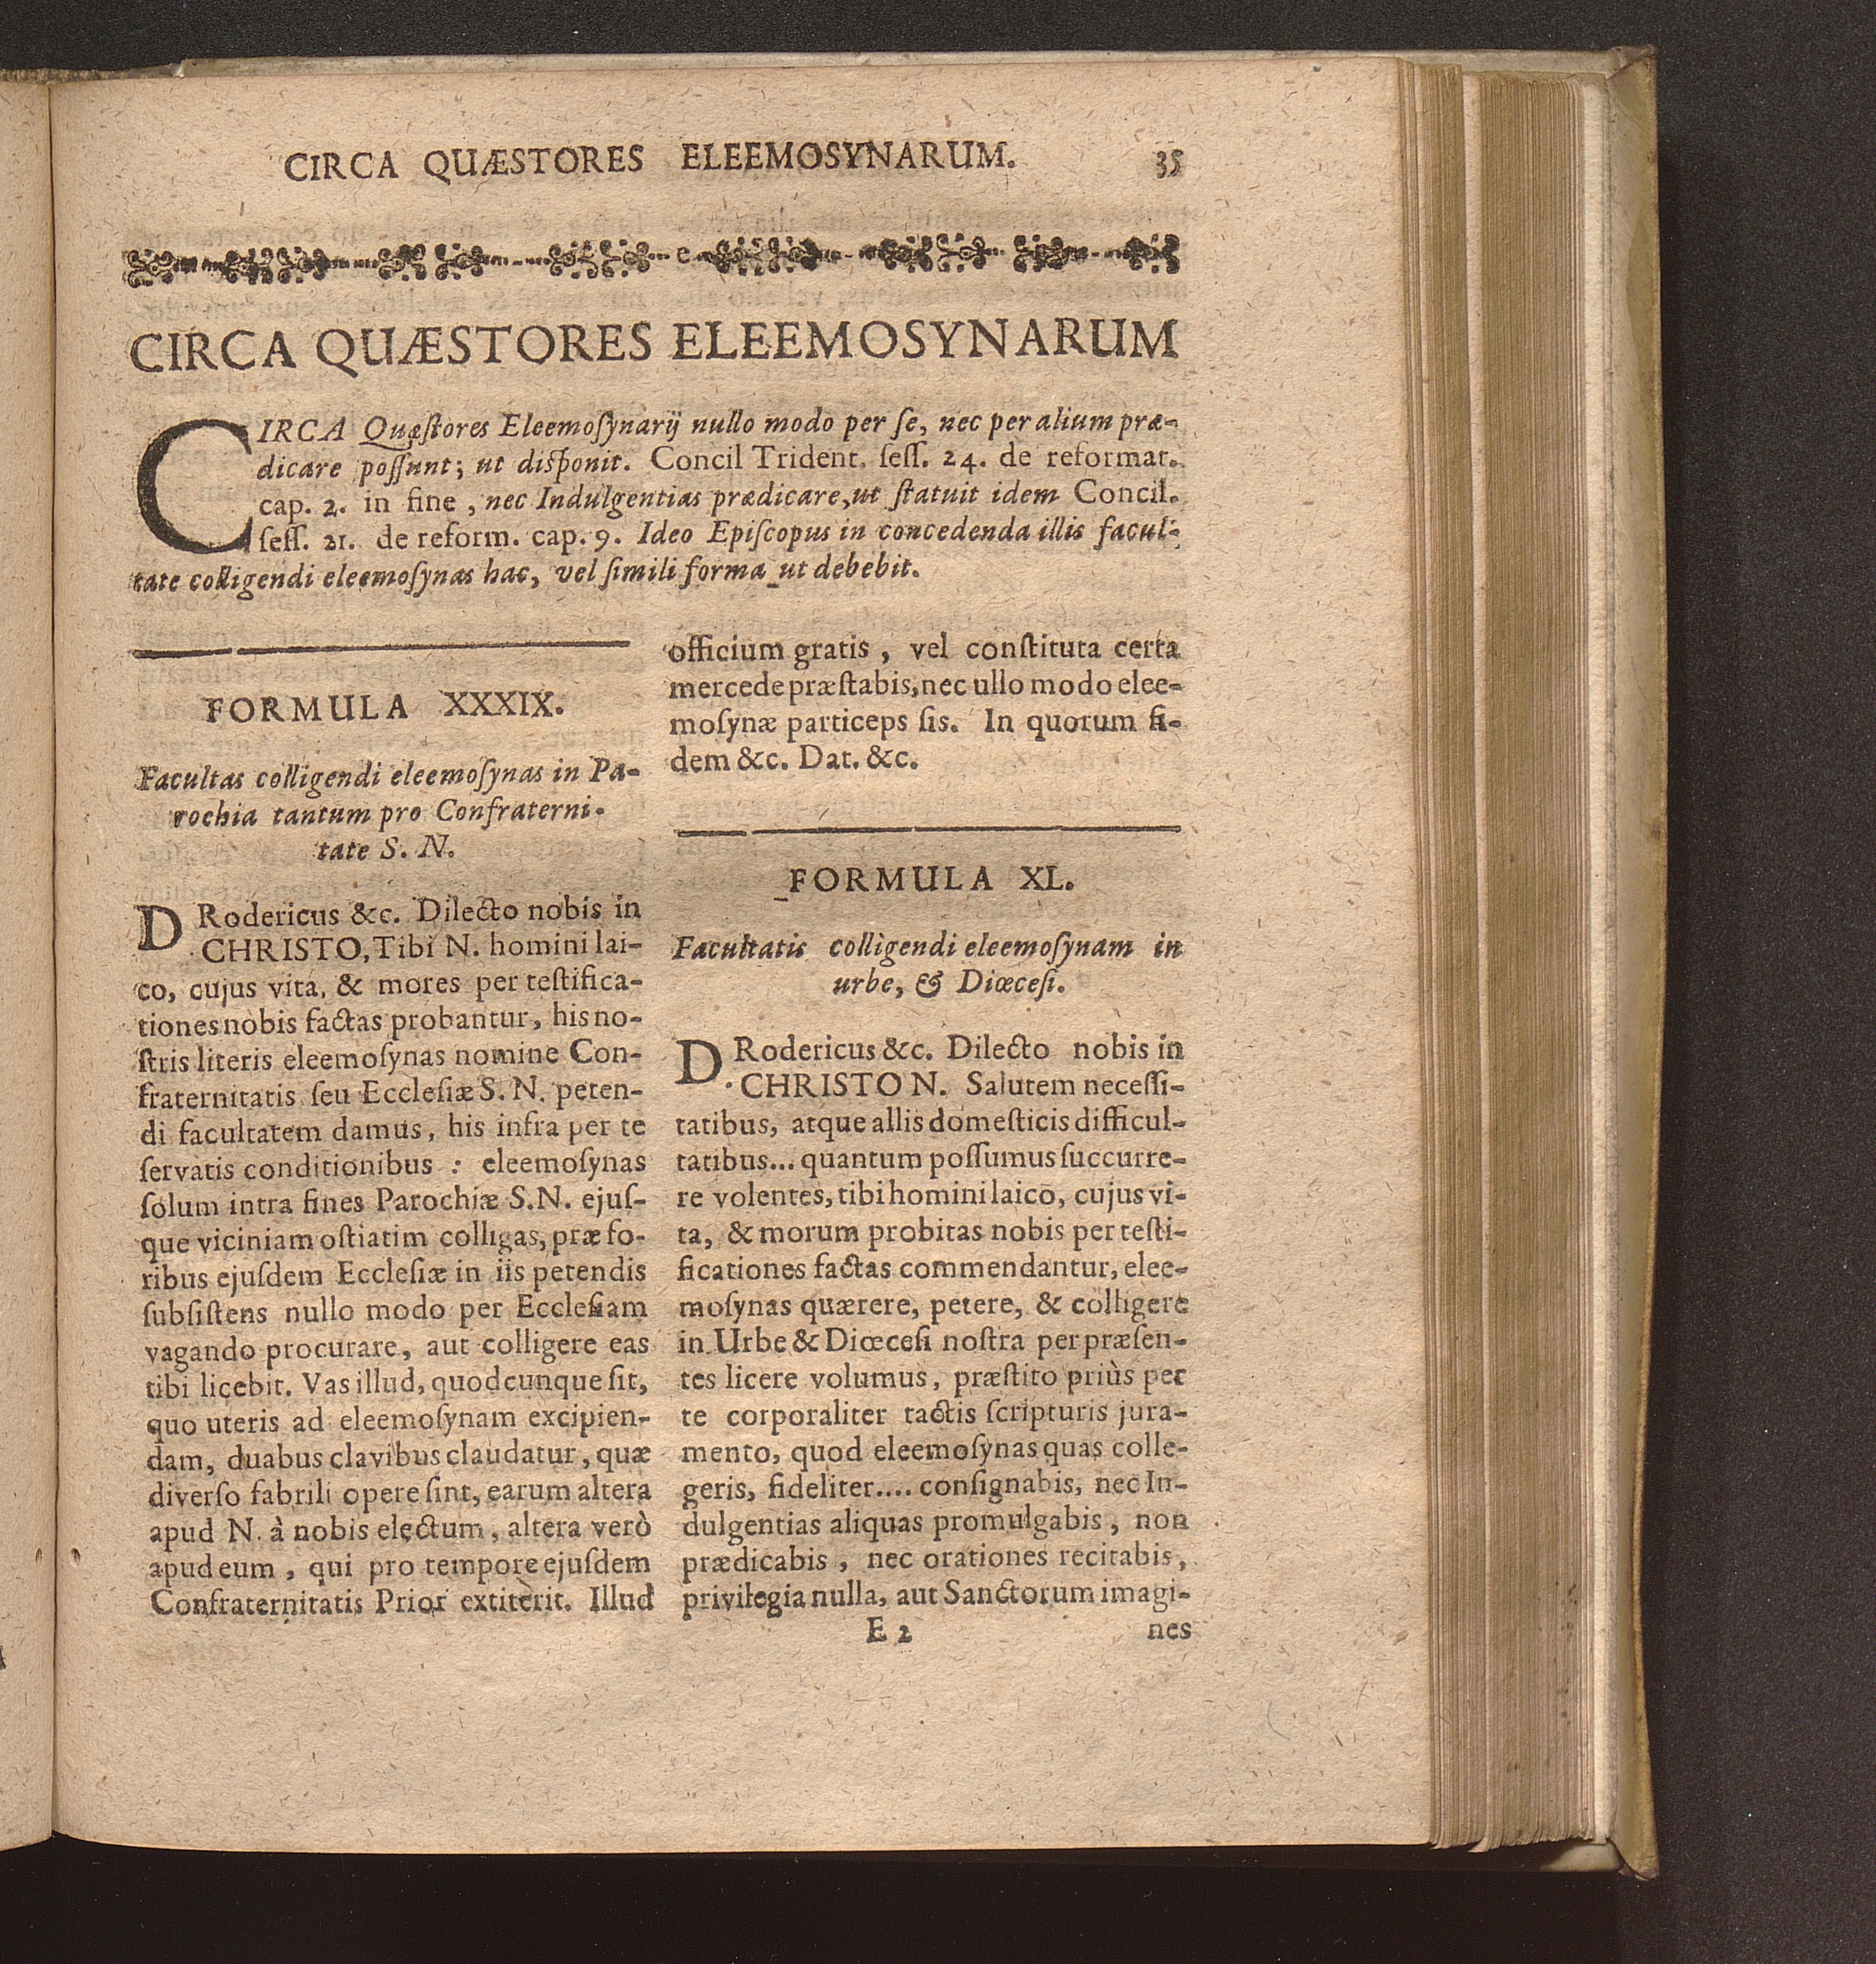 CIRCA QUÆSTORES ELEEMOSYNARUM. 35
CIRCA QUÆSTORES ELEEMOSYNARUM
CIRCA Quæſtores Eleemoſynarij nullo modo per ſe, nec per alium præ-
dicare poſſunt; ut diſponit. Concil Trident. ſeſſ. 24. de reformat.
cap. 2. in fine, nec Indulgentias prædicare, ut ſtatuit idem Concil.
ſeſſ. 21. de reform. cap. 9. Ideo Epiſcopus in concedenda illis facul-
tate colligendi eleemoſynas hac, vel ſimili forma ut debebit.
FORMULA XXXIX.
Facultas colligendi eleemoſynas in Pa-
rochia tantum pro Confraterni-
tate S. N.
D Rodericus &c. Dilecto nobis in
CHRISTO, Tibi N. homini lai-
co, cujus vita, & mores per teſtifica-
tiones nobis factas probantur, his no-
ſtris literis eleemoſynas nomine Con-
fraternitatis ſeu Eccleſiæ S. N. peten-
di facultatem damus, his infra per te
ſervatis conditionibus : eleemoſynas
ſolum intra fines Parochiæ S. N. ejuſ-
que viciniam oſtiatim colligas, præ fo-
ribus ejuſdem Eccleſiæ in iis petendis
ſubſiſtens nullo modo per Eccleſiam
vagando procurare, aut colligere eas
tibi licebit. Vas illud, quodcunque ſit,
quo uteris ad eleemoſynam excipien-
dam, duabus clavibus claudatur, quæ
diverſo fabrili opere ſint, earum altera
apud N. à nobis electum, altera verò
apud eum, qui pro tempore ejuſdem
Confraternitatis Prior extiterit. Illud
officium gratis, vel conſtituta certa
mercede præſtabis, nec ullo modo elee-
moſynæ particeps ſis. In quorum fi-
dem &c. Dat. &c.
FORMULA XL.
Facultatis colligendi eleemoſynam in
urbe, & Diœceſi.
D. Rodericus &c. Dilecto nobis in
CHRISTO N. Salutem neceſſi-
tatibus, atque allis domeſticis difficul-
tatibus... quantum poſſumus ſuccurre-
re volentes, tibi homini laico, cujus vi-
ta, & morum probitas nobis per teſti-
ficationes factas commendantur, elee-
moſynas quærere, petere, & colligere
in Urbe & Diœceſi noſtra per præſen-
tes licere volumus, præſtito priùs per
te corporaliter tactis ſcripturis jura-
mento, quod eleemoſynas quas colle-
geris, fideliter.... conſignabis, nec In-
dulgentias aliquas promulgabis, non
prædicabis, nec orationes recitabis,
privilegia nulla, aut Sanctorum imagi-
E 2 nes